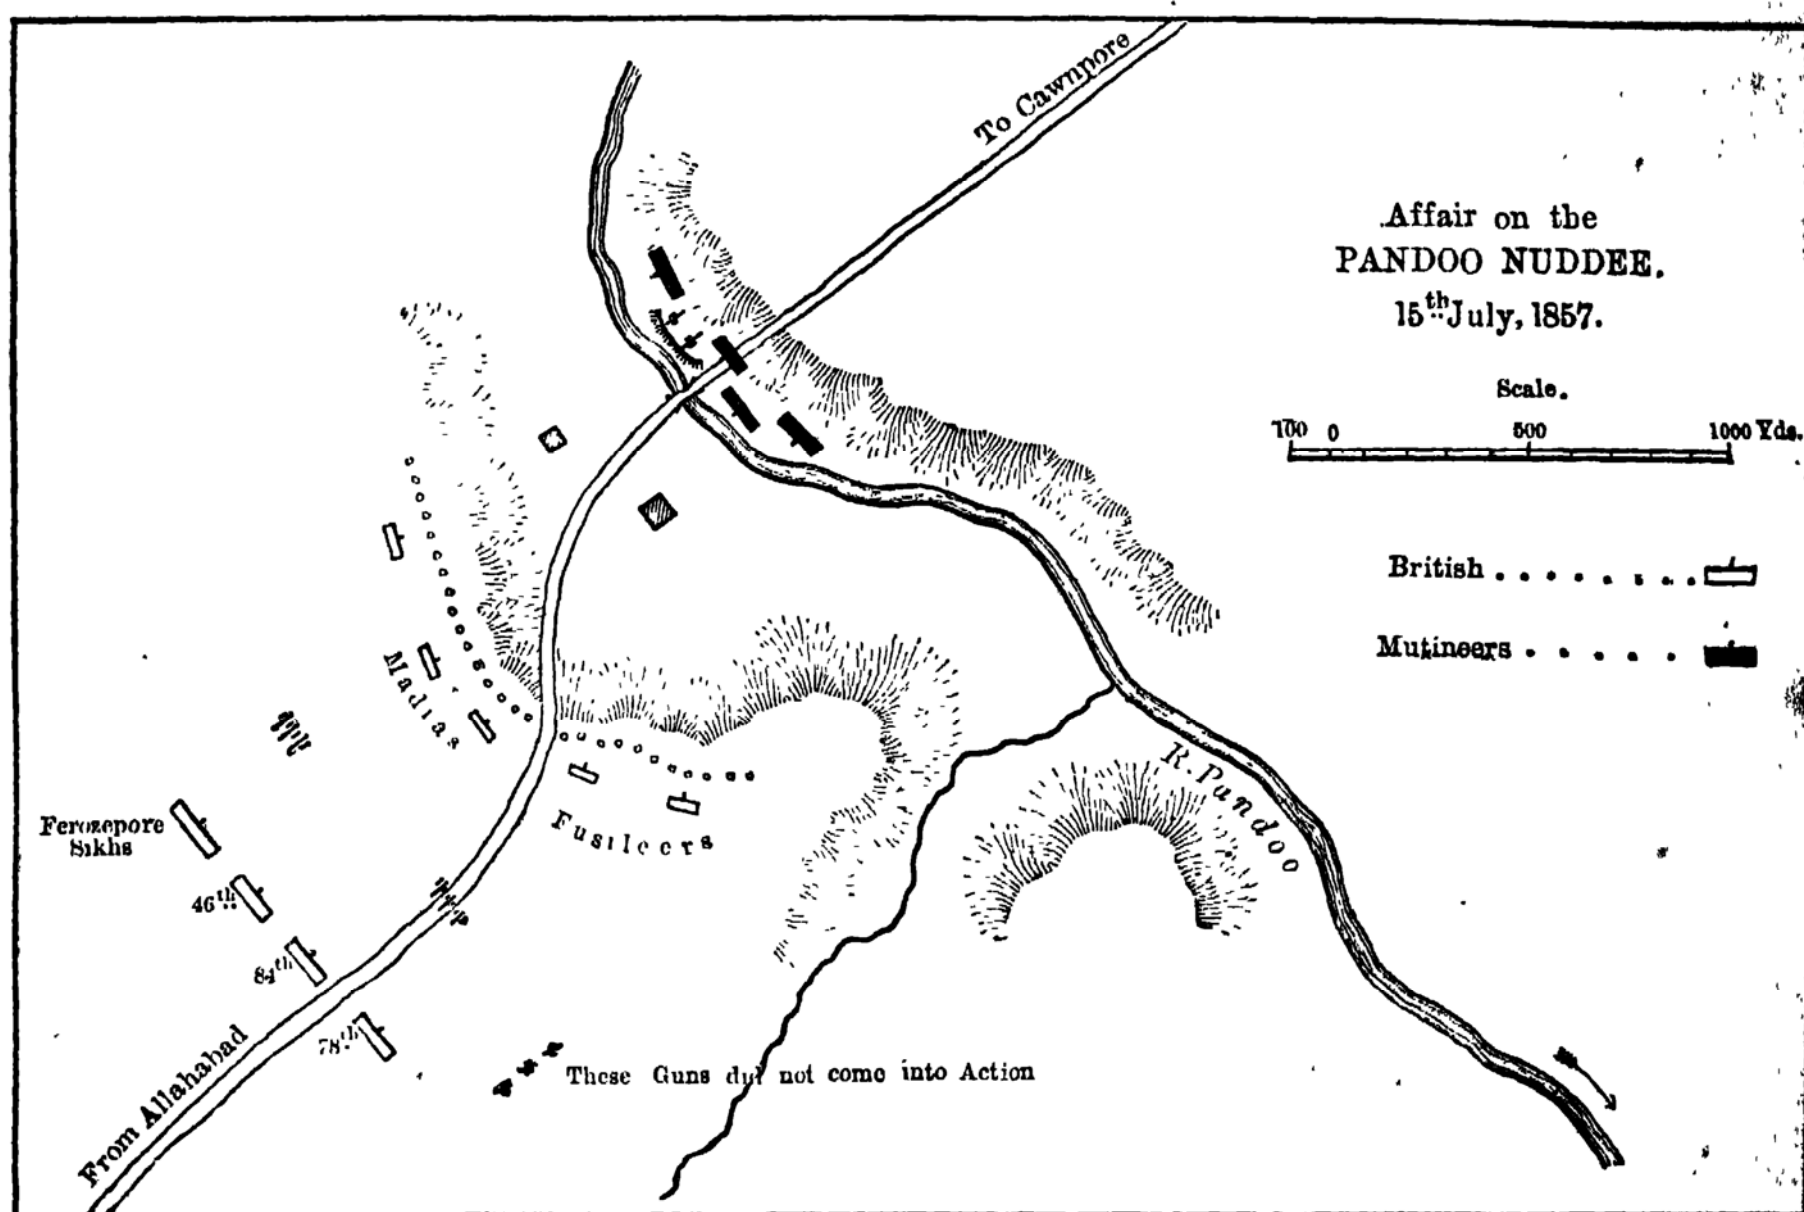 To Cawnpore
Affair on the
PANDOO NUDDEE.
15th July, 1857.
Scale.
100 0 500 1000 Yds.
British
Mutineers
Madras
Fusileers
R. Pandoo
Ferozepore
Sikhs
46th
84th
78th
From Allahabad
These Guns did not come into Action